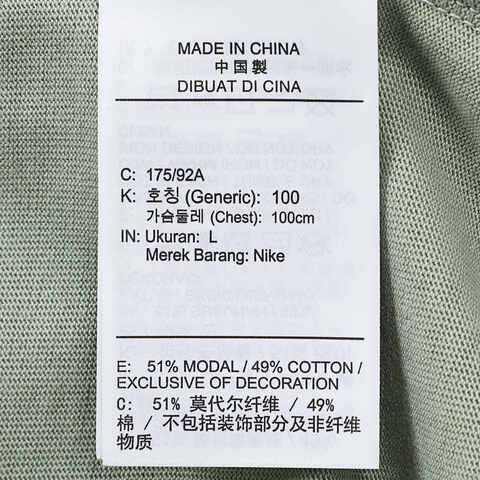 MADE IN CHINA
中国製
DIBUAT DI CINA
C: 175/92A
K: 호칭 (Generic): 100
가슴둘레 (Chest): 100cm
IN: Ukuran: L
Merek Barang: Nike
E: 51% MODAL / 49% COTTON /
EXCLUSIVE OF DECORATION
C: 51% 莫代尔纤维 / 49%
棉 / 不包括装饰部分及非纤维
物质